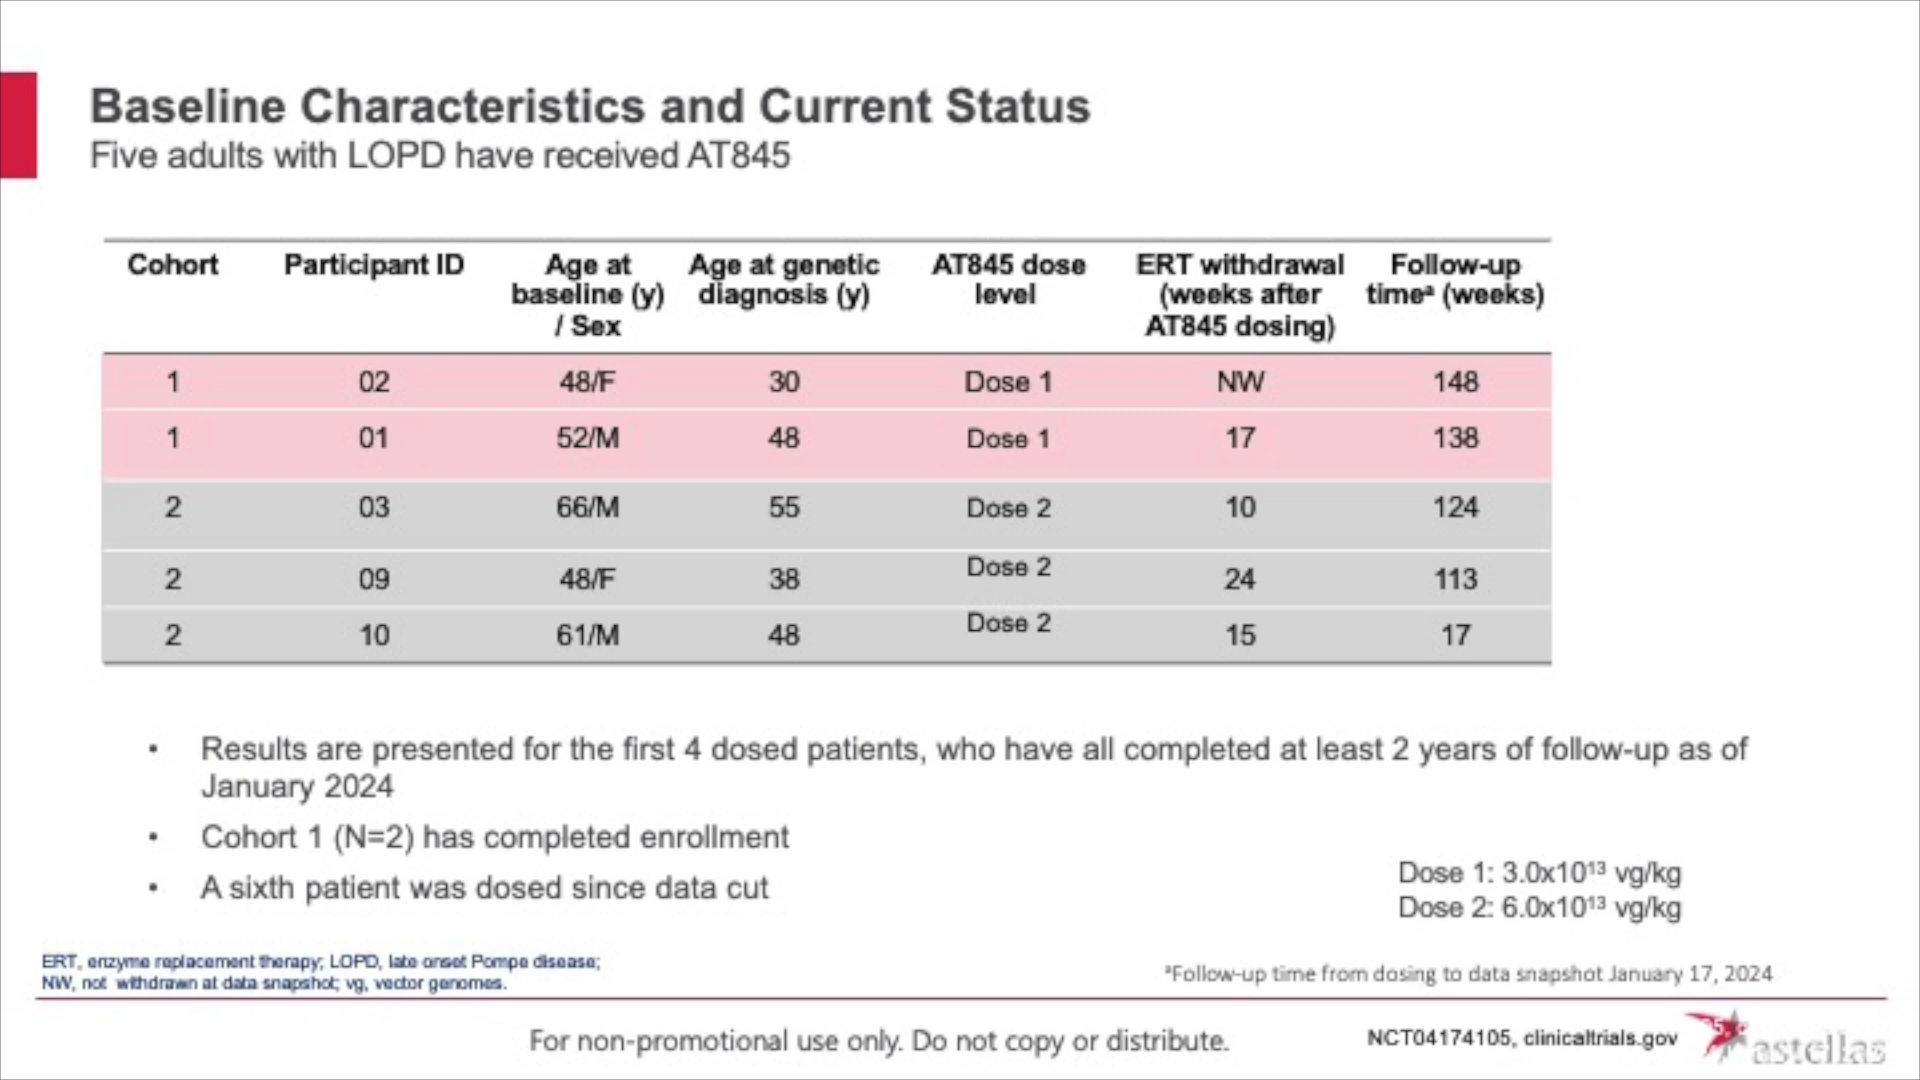 Baseline Characteristics and Current Status
Five adults with LOPD have received AT845
Cohort Participant ID Age at baseline (y) / Sex Age at genetic diagnosis (y) AT845 dose level ERT withdrawal (weeks after AT845 dosing) Follow-up timeᵃ (weeks)
1 02 48/F 30 Dose 1 NW 148
1 01 52/M 48 Dose 1 17 138
2 03 66/M 55 Dose 2 10 124
2 09 48/F 38 Dose 2 24 113
2 10 61/M 48 Dose 2 15 17
• Results are presented for the first 4 dosed patients, who have all completed at least 2 years of follow-up as of
January 2024
• Cohort 1 (N=2) has completed enrollment
• A sixth patient was dosed since data cut
Dose 1: 3.0x10¹³ vg/kg
Dose 2: 6.0x10¹³ vg/kg
ERT, enzyme replacement therapy; LOPD, late onset Pompe disease;
NW, not withdrawn at data snapshot; vg, vector genomes.
ᵃFollow-up time from dosing to data snapshot January 17, 2024
For non-promotional use only. Do not copy or distribute.
NCT04174105, clinicaltrials.gov
astellas